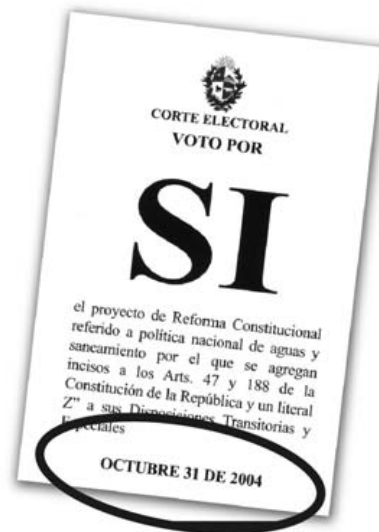 CORTE ELECTORAL
VOTO POR
SI
el proyecto de Reforma Constitucional
referido a política nacional de aguas y
saneamiento por el que se agregan
incisos a los Arts. 47 y 188 de la
Constitución de la República y un literal
Z" a sus Disposiciones Transitorias y
Especiales
OCTUBRE 31 DE 2004